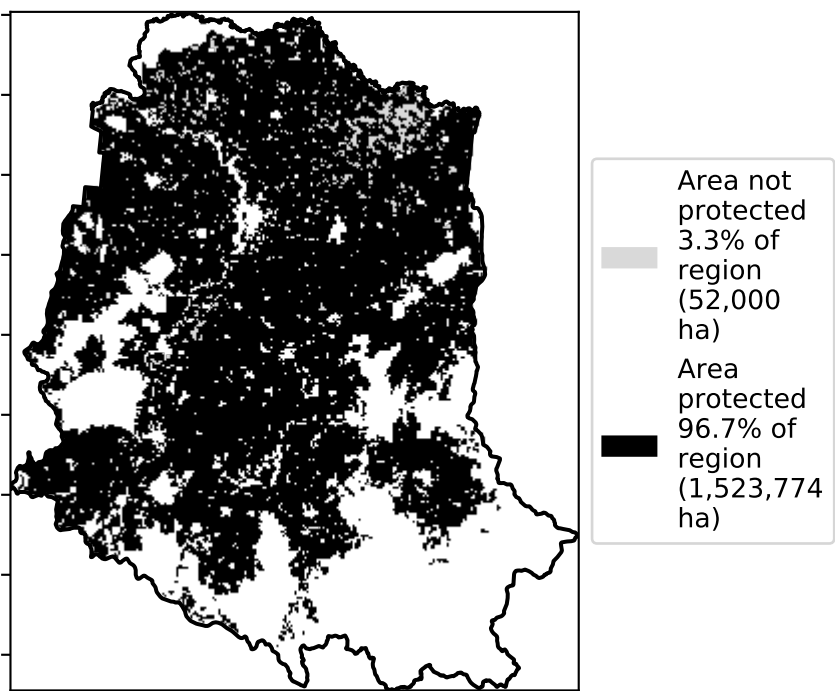 Area not
protected
3.3% of
region
(52,000
ha)
Area
protected
96.7% of
region
(1,523,774
ha)